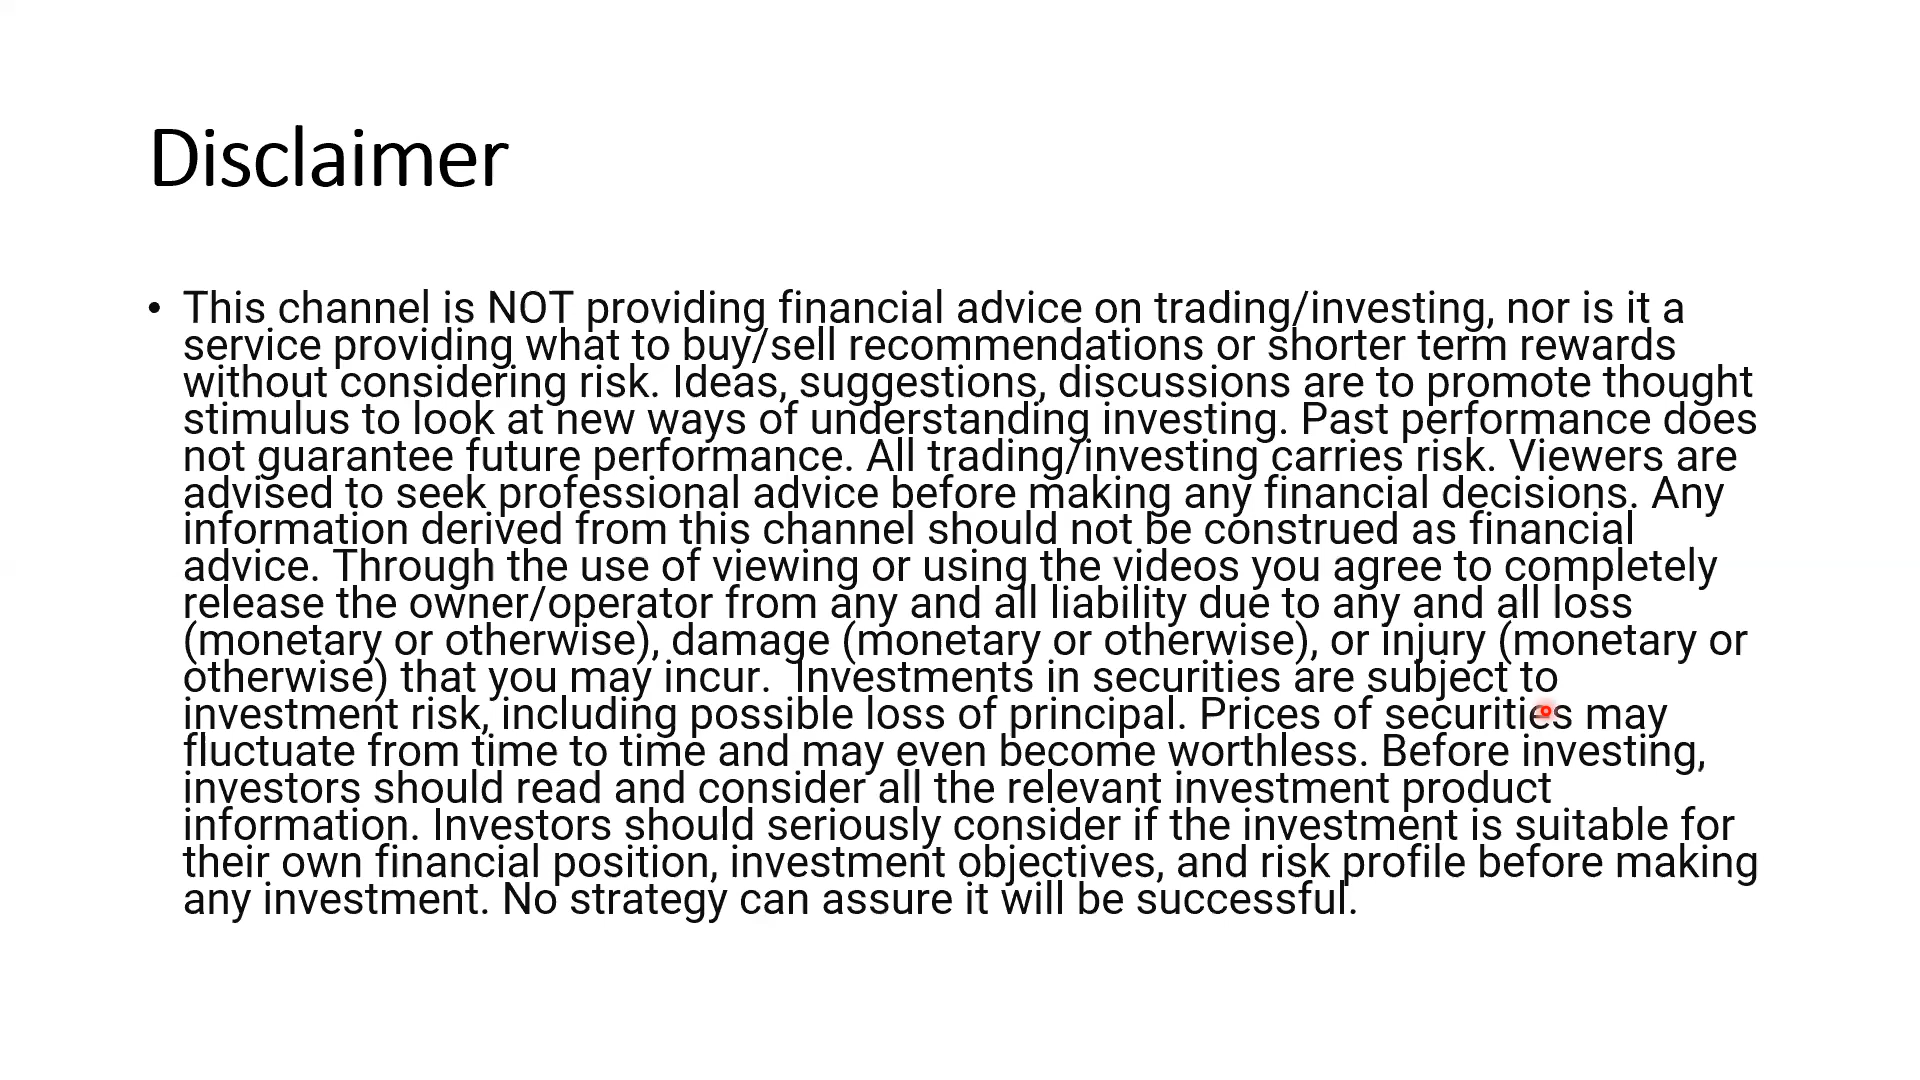 Disclaimer
• This channel is NOT providing financial advice on trading/investing, nor is it a
service providing what to buy/sell recommendations or shorter term rewards
without considering risk. Ideas, suggestions, discussions are to promote thought
stimulus to look at new ways of understanding investing. Past performance does
not guarantee future performance. All trading/investing carries risk. Viewers are
advised to seek professional advice before making any financial decisions. Any
information derived from this channel should not be construed as financial
advice. Through the use of viewing or using the videos you agree to completely
release the owner/operator from any and all liability due to any and all loss
(monetary or otherwise), damage (monetary or otherwise), or injury (monetary or
otherwise) that you may incur.  Investments in securities are subject to
investment risk, including possible loss of principal. Prices of securities may
fluctuate from time to time and may even become worthless. Before investing,
investors should read and consider all the relevant investment product
information. Investors should seriously consider if the investment is suitable for
their own financial position, investment objectives, and risk profile before making
any investment. No strategy can assure it will be successful.